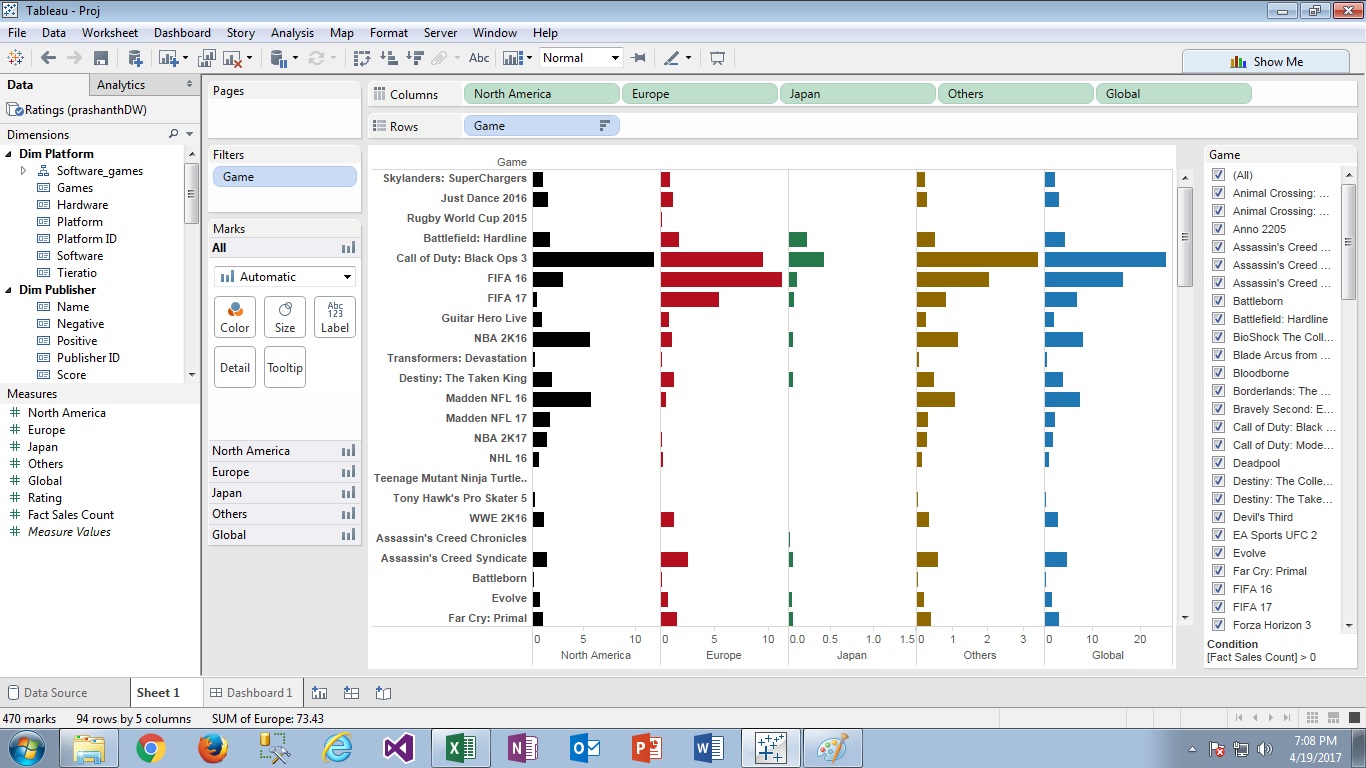 Tableau - Proj
File Data Worksheet Dashboard Story Analysis Map Format Server Window Help
Abc Normal
Show Me
Data Analytics
Ratings (prashanthDW)
Dimensions
Dim Platform
Software_games
Games
Hardware
Platform
Platform ID
Software
Tieratio
Dim Publisher
Name
Negative
Positive
Publisher ID
Score
Measures
North America
Europe
Japan
Others
Global
Rating
Fact Sales Count
Measure Values
Pages
Filters
Game
Marks
All
Automatic
Color Size Abc 123 Label
Detail Tooltip
North America
Europe
Japan
Others
Global
Columns North America Europe Japan Others Global
Rows Game
Game
Skylanders: SuperChargers
Just Dance 2016
Rugby World Cup 2015
Battlefield: Hardline
Call of Duty: Black Ops 3
FIFA 16
FIFA 17
Guitar Hero Live
NBA 2K16
Transformers: Devastation
Destiny: The Taken King
Madden NFL 16
Madden NFL 17
NBA 2K17
NHL 16
Teenage Mutant Ninja Turtle..
Tony Hawk's Pro Skater 5
WWE 2K16
Assassin's Creed Chronicles
Assassin's Creed Syndicate
Battleborn
Evolve
Far Cry: Primal
0 5 10 0 5 10 0.0 0.5 1.0 1.5 0 1 2 3 0 10 20
North America Europe Japan Others Global
Game
(All)
Animal Crossing: ...
Animal Crossing: ...
Anno 2205
Assassin's Creed ...
Assassin's Creed ...
Assassin's Creed ...
Battleborn
Battlefield: Hardline
BioShock The Coll...
Blade Arcus from ...
Bloodborne
Borderlands: The ...
Bravely Second: E...
Call of Duty: Black ...
Call of Duty: Mode...
Deadpool
Destiny: The Colle...
Destiny: The Take...
Devil's Third
EA Sports UFC 2
Evolve
Far Cry: Primal
FIFA 16
FIFA 17
Forza Horizon 3
Condition
[Fact Sales Count] > 0
Data Source Sheet 1 Dashboard 1
470 marks 94 rows by 5 columns SUM of Europe: 73.43
7:08 PM
4/19/2017